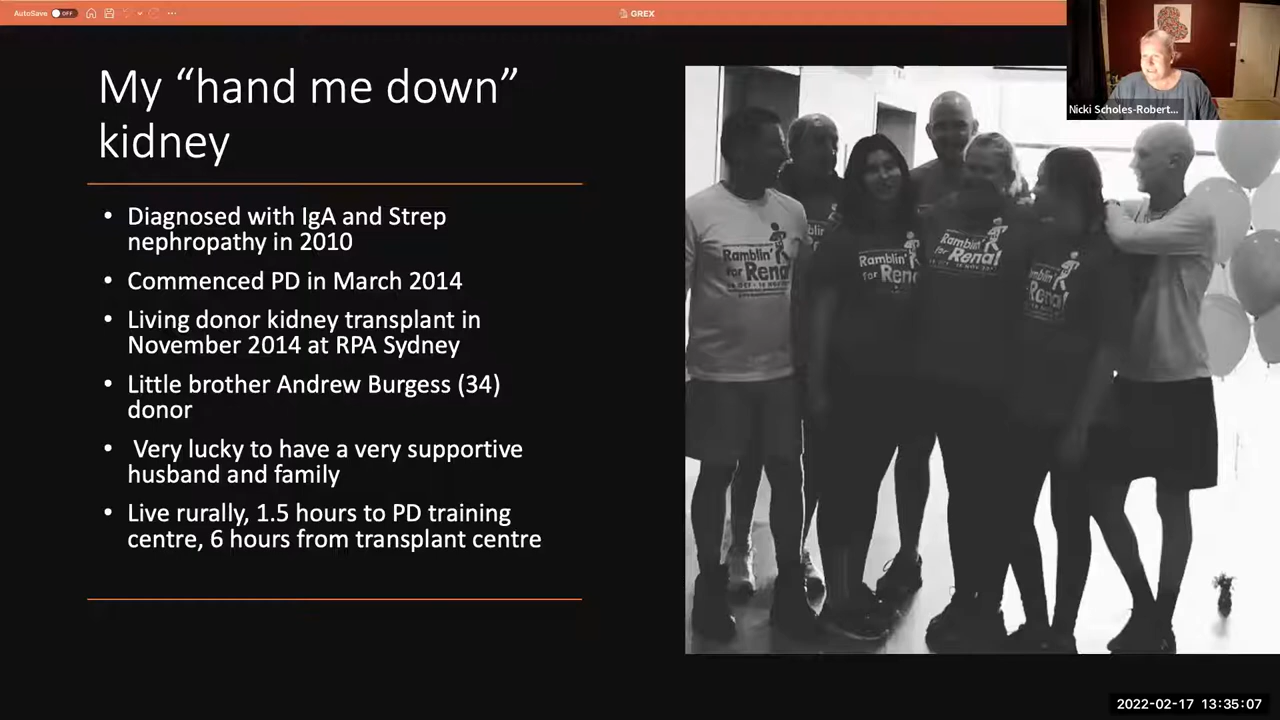 AutoSave OFF
GREX
My “hand me down”
kidney
• Diagnosed with IgA and Strep
nephropathy in 2010
• Commenced PD in March 2014
• Living donor kidney transplant in
November 2014 at RPA Sydney
• Little brother Andrew Burgess (34)
donor
• Very lucky to have a very supportive
husband and family
• Live rurally, 1.5 hours to PD training
centre, 6 hours from transplant centre
Ramblin'
for Renal
Ramblin'
for Ren
Ramblin'
for Renal
Nicki Scholes-Robert...
2022-02-17 13:35:07